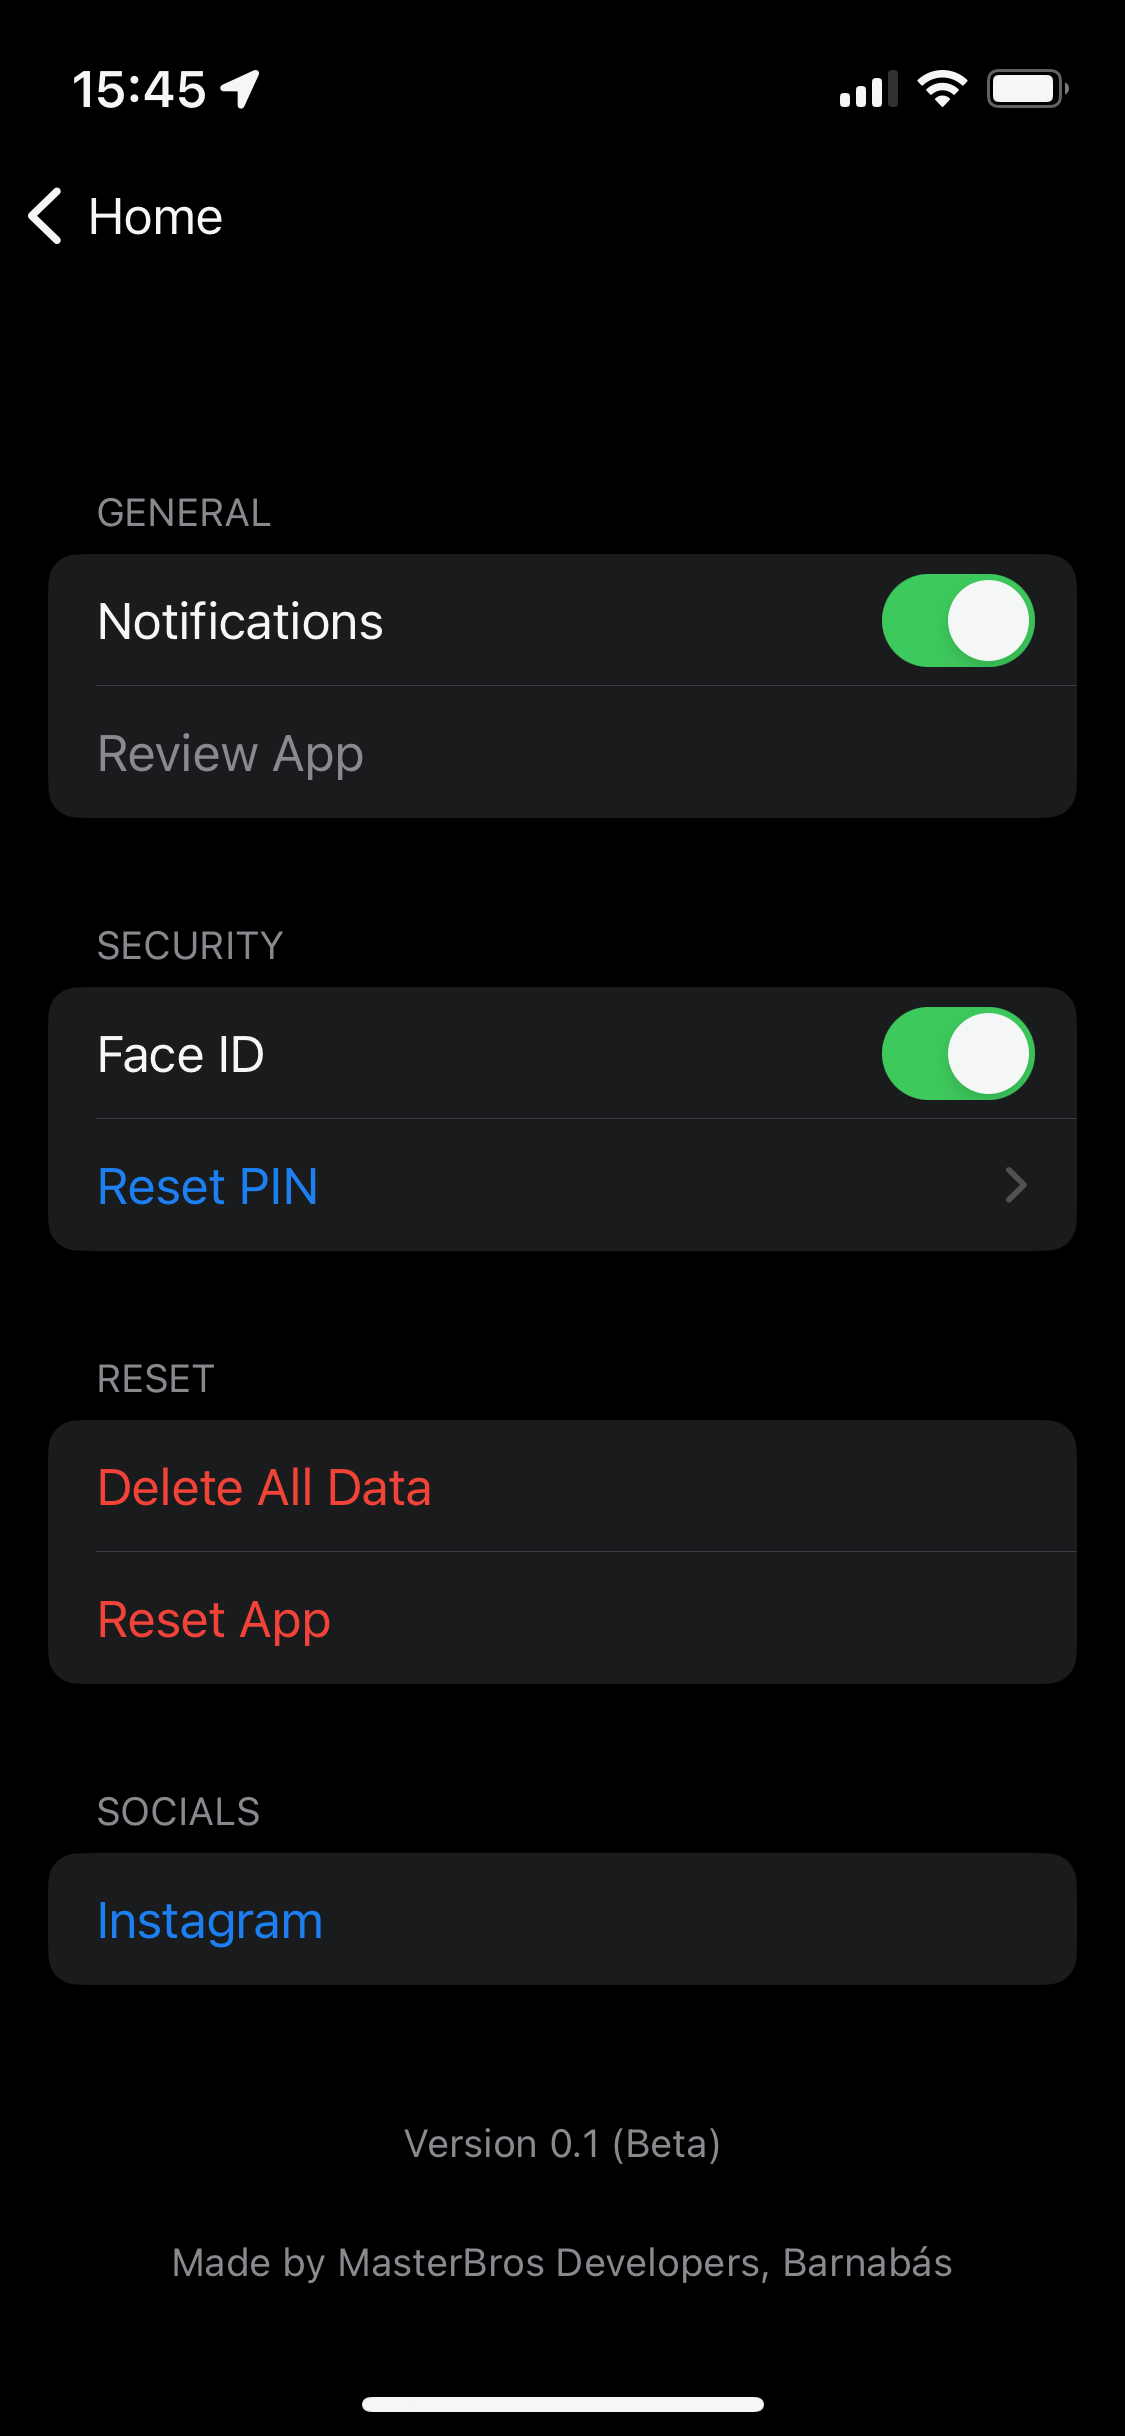 15:45
Home
GENERAL
Notifications
Review App
SECURITY
Face ID
Reset PIN
RESET
Delete All Data
Reset App
SOCIALS
Instagram
Version 0.1 (Beta)
Made by MasterBros Developers, Barnabás